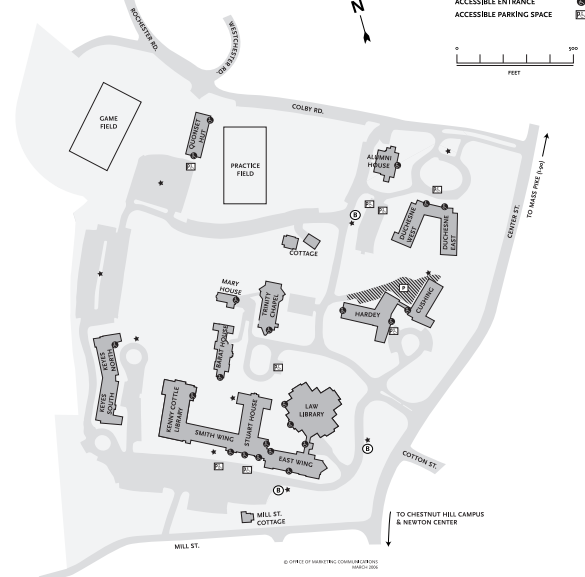 N
ACCESSIBLE ENTRANCE
ACCESSIBLE PARKING SPACE
0
500
FEET
ROCHESTER RD.
WESTCHESTER RD.
COLBY RD.
GAME
FIELD
QUONSET
HUT
PRACTICE
FIELD
ALUMNI
HOUSE
B
DUCHESNE
WEST
DUCHESNE
EAST
CENTER ST.
TO MASS PIKE (I-90)
COTTAGE
MARY
HOUSE
TRINITY
CHAPEL
P
HARDEY
CUSHING
BARAT HOUSE
KEYES
NORTH
KEYES
SOUTH
KENNY COTTLE
LIBRARY
SMITH WING
STUART HOUSE
LAW
LIBRARY
EAST WING
B
COTTON ST.
B
MILL ST.
COTTAGE
TO CHESTNUT HILL CAMPUS
& NEWTON CENTER
MILL ST.
© OFFICE OF MARKETING COMMUNICATIONS
MARCH 2006